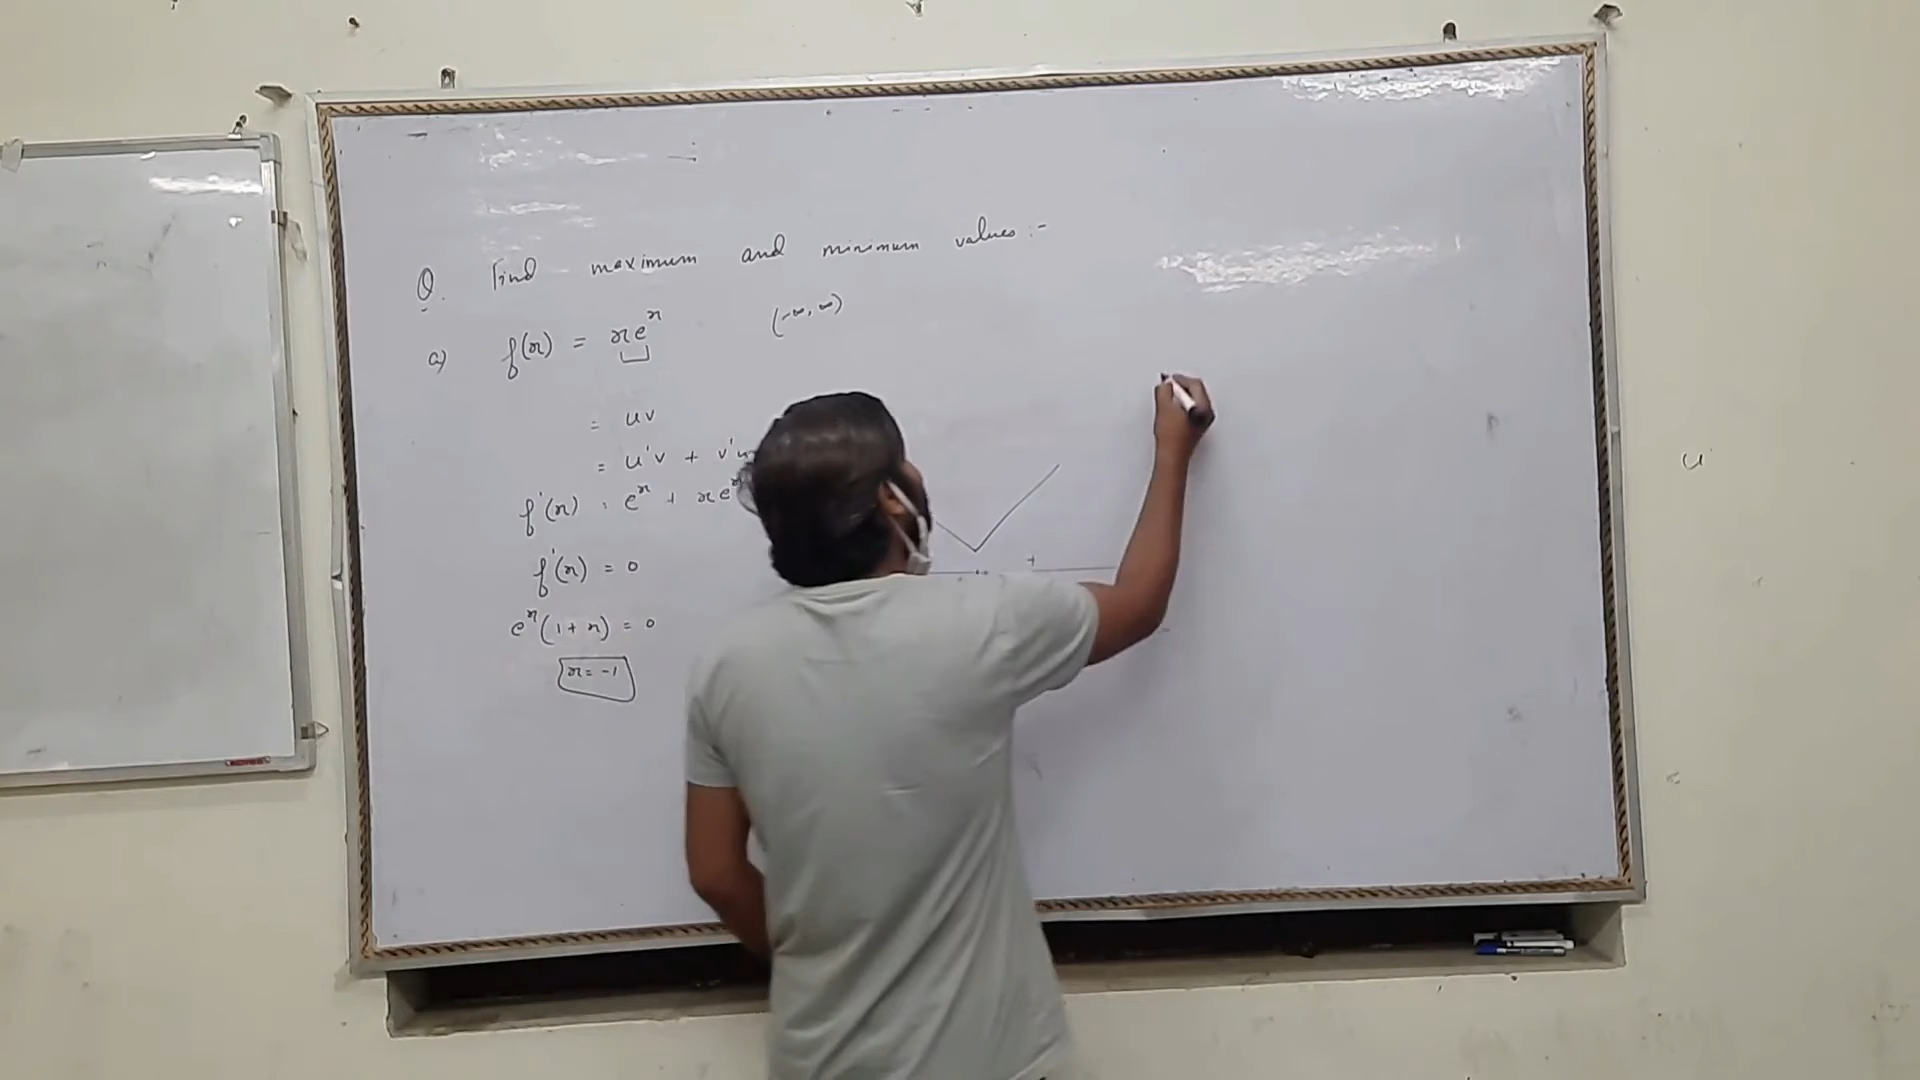 Q. Find maximum and minimum values :-
a) f(x) = xe^x (-∞, ∞)
= uv
= u'v + v'u
f'(x) = e^x + xe^x
f'(x) = 0
e^x(1+x) = 0
x = -1
+